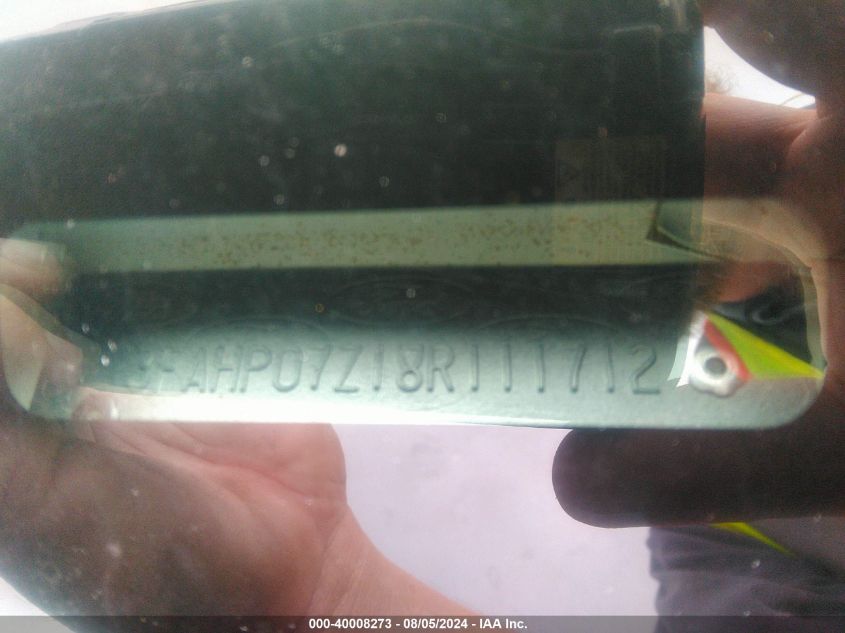 3FAHP07Z18R111712
000-40008273 - 08/05/2024 - IAA Inc.